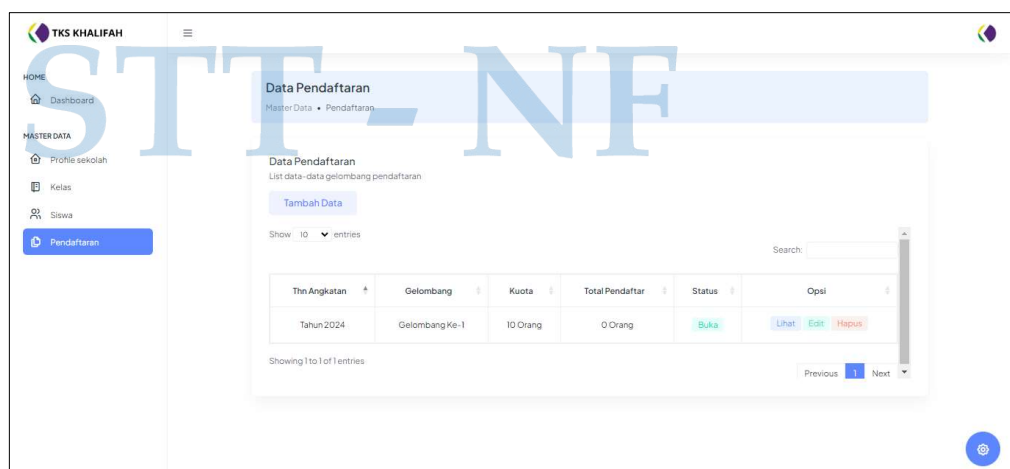 TKS KHALIFAH
STT - NF
HOME
Dashboard
MASTER DATA
Profile sekolah
Kelas
Siswa
Pendaftaran
Data Pendaftaran
Master Data • Pendaftaran
Data Pendaftaran
List data-data gelombang pendaftaran
Tambah Data
Show 10 entries
Search:
Thn Angkatan Gelombang Kuota Total Pendaftar Status Opsi
Tahun 2024 Gelombang Ke-1 10 Orang 0 Orang Buka Lihat Edit Hapus
Showing 1 to 1 of 1 entries
Previous 1 Next